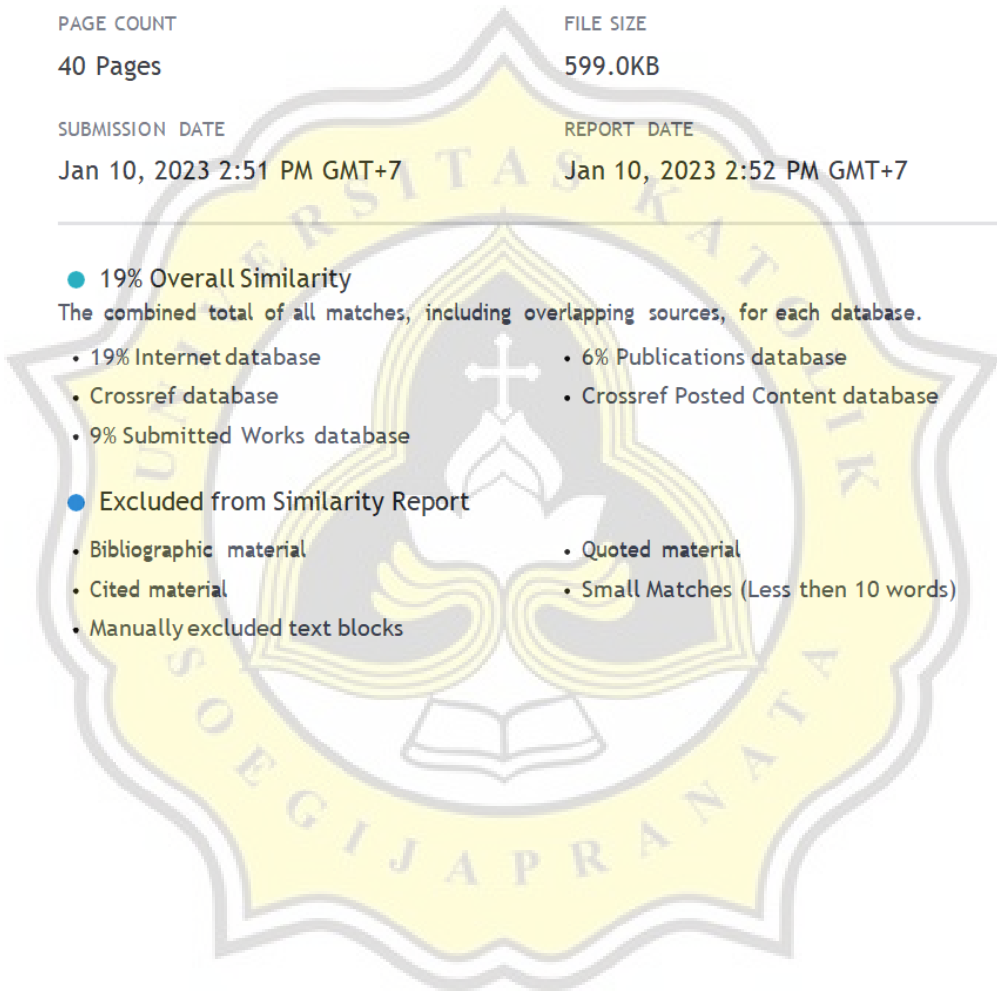 PAGE COUNT
FILE SIZE
40 Pages
599.0KB
SUBMISSION DATE
REPORT DATE
Jan 10, 2023 2:51 PM GMT+7
Jan 10, 2023 2:52 PM GMT+7
19% Overall Similarity
The combined total of all matches, including overlapping sources, for each database.
• 19% Internet database
• 6% Publications database
• Crossref database
• Crossref Posted Content database
• 9% Submitted Works database
Excluded from Similarity Report
• Bibliographic material
• Quoted material
• Cited material
• Small Matches (Less then 10 words)
• Manually excluded text blocks
UNIVERSITAS KATOLIK
SOEGIJAPRANATA